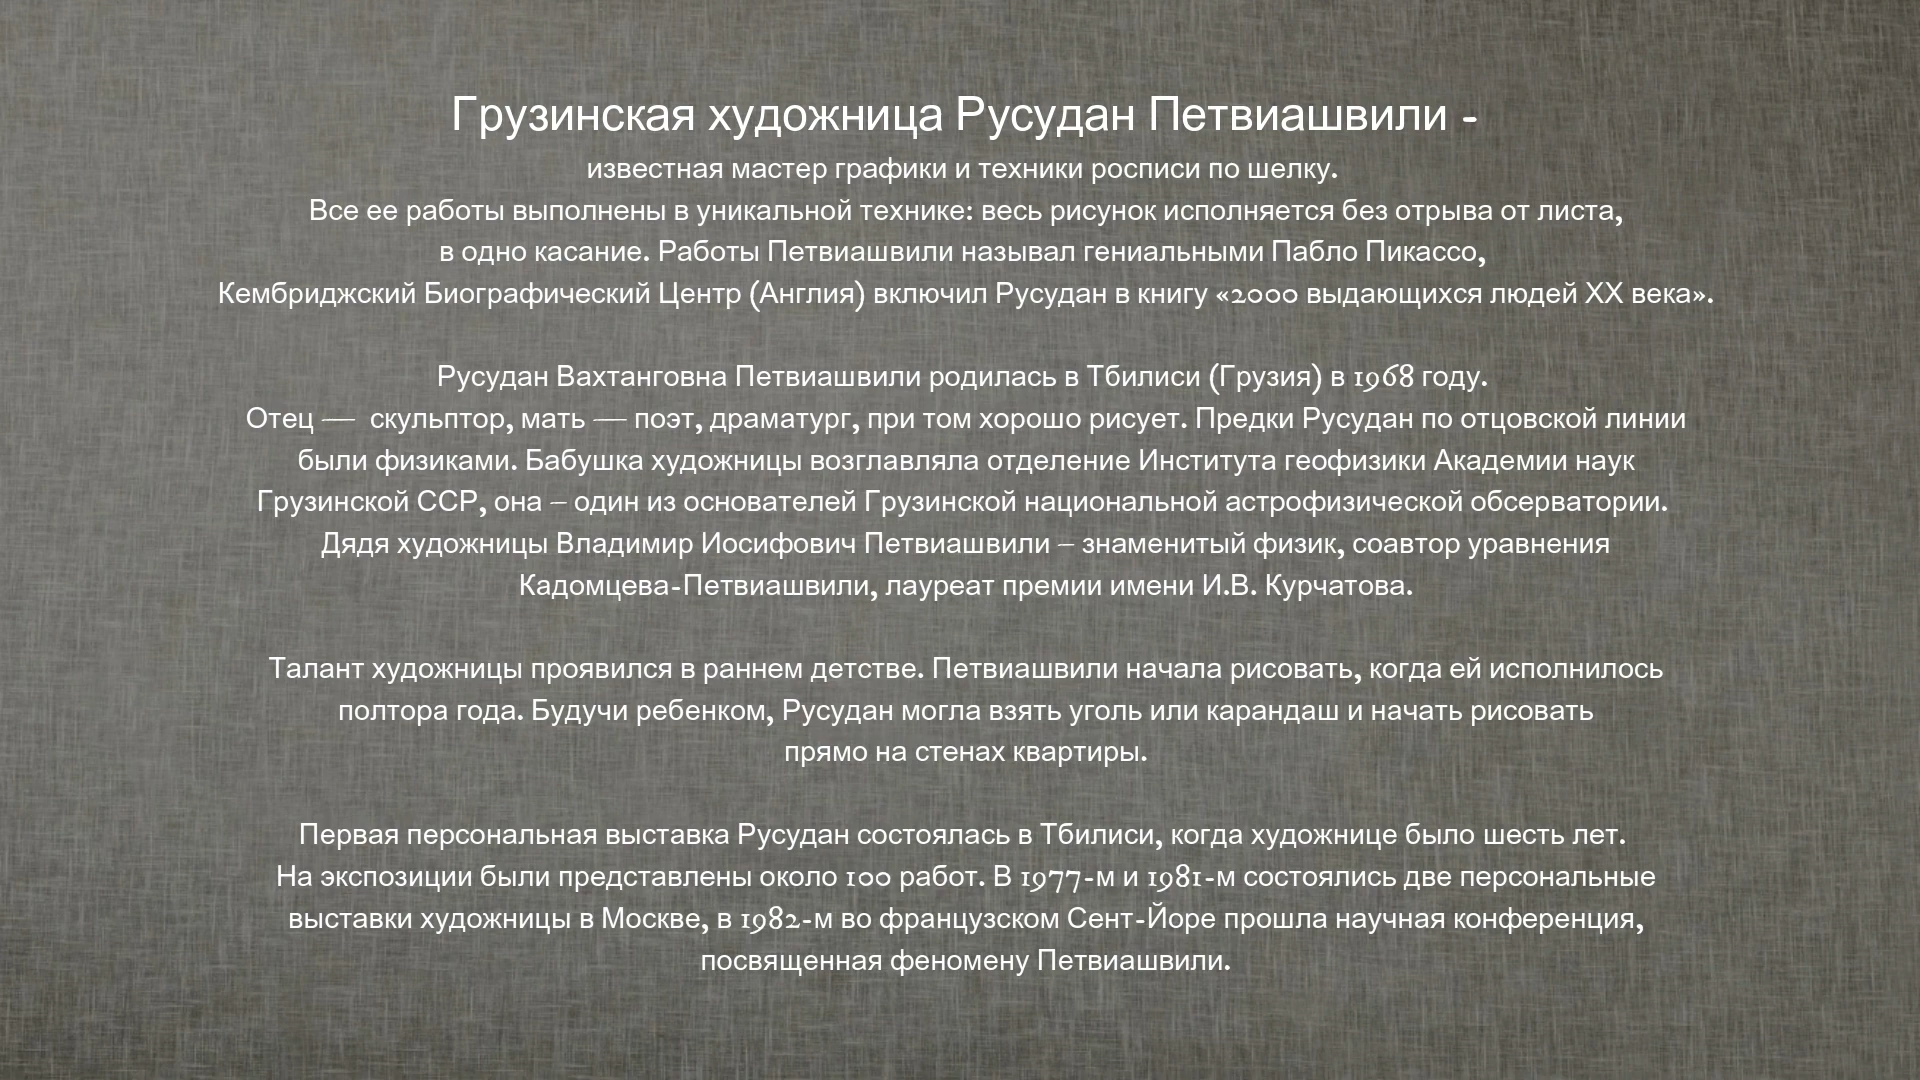 Грузинская художница Русудан Петвиашвили -
известная мастер графики и техники росписи по шелку.
Все ее работы выполнены в уникальной технике: весь рисунок исполняется без отрыва от листа,
в одно касание. Работы Петвиашвили называл гениальными Пабло Пикассо,
Кембриджский Биографический Центр (Англия) включил Русудан в книгу «2000 выдающихся людей XX века».
Русудан Вахтанговна Петвиашвили родилась в Тбилиси (Грузия) в 1968 году.
Отец — скульптор, мать — поэт, драматург, при том хорошо рисует. Предки Русудан по отцовской линии
были физиками. Бабушка художницы возглавляла отделение Института геофизики Академии наук
Грузинской ССР, она – один из основателей Грузинской национальной астрофизической обсерватории.
Дядя художницы Владимир Иосифович Петвиашвили – знаменитый физик, соавтор уравнения
Кадомцева-Петвиашвили, лауреат премии имени И.В. Курчатова.
Талант художницы проявился в раннем детстве. Петвиашвили начала рисовать, когда ей исполнилось
полтора года. Будучи ребенком, Русудан могла взять уголь или карандаш и начать рисовать
прямо на стенах квартиры.
Первая персональная выставка Русудан состоялась в Тбилиси, когда художнице было шесть лет.
На экспозиции были представлены около 100 работ. В 1977-м и 1981-м состоялись две персональные
выставки художницы в Москве, в 1982-м во французском Сент-Йоре прошла научная конференция,
посвященная феномену Петвиашвили.